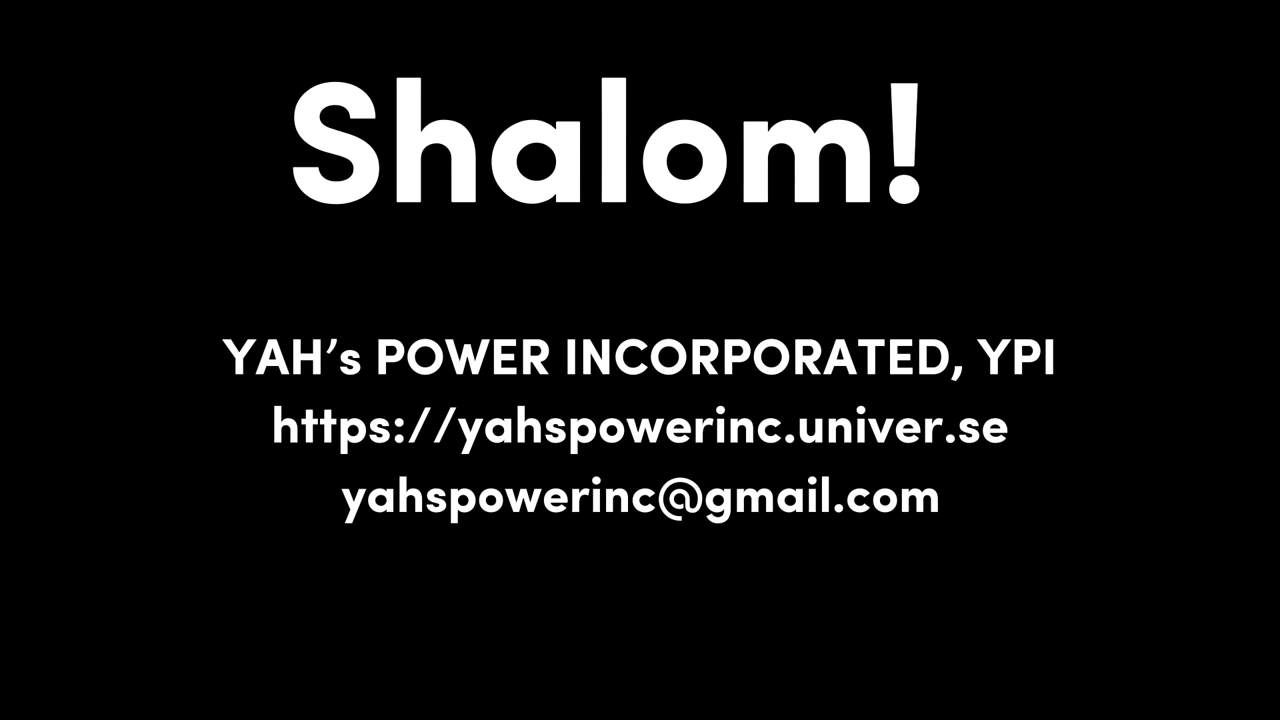 Shalom!
YAH’s POWER INCORPORATED, YPI
https://yahspowerinc.univer.se
yahspowerinc@gmail.com